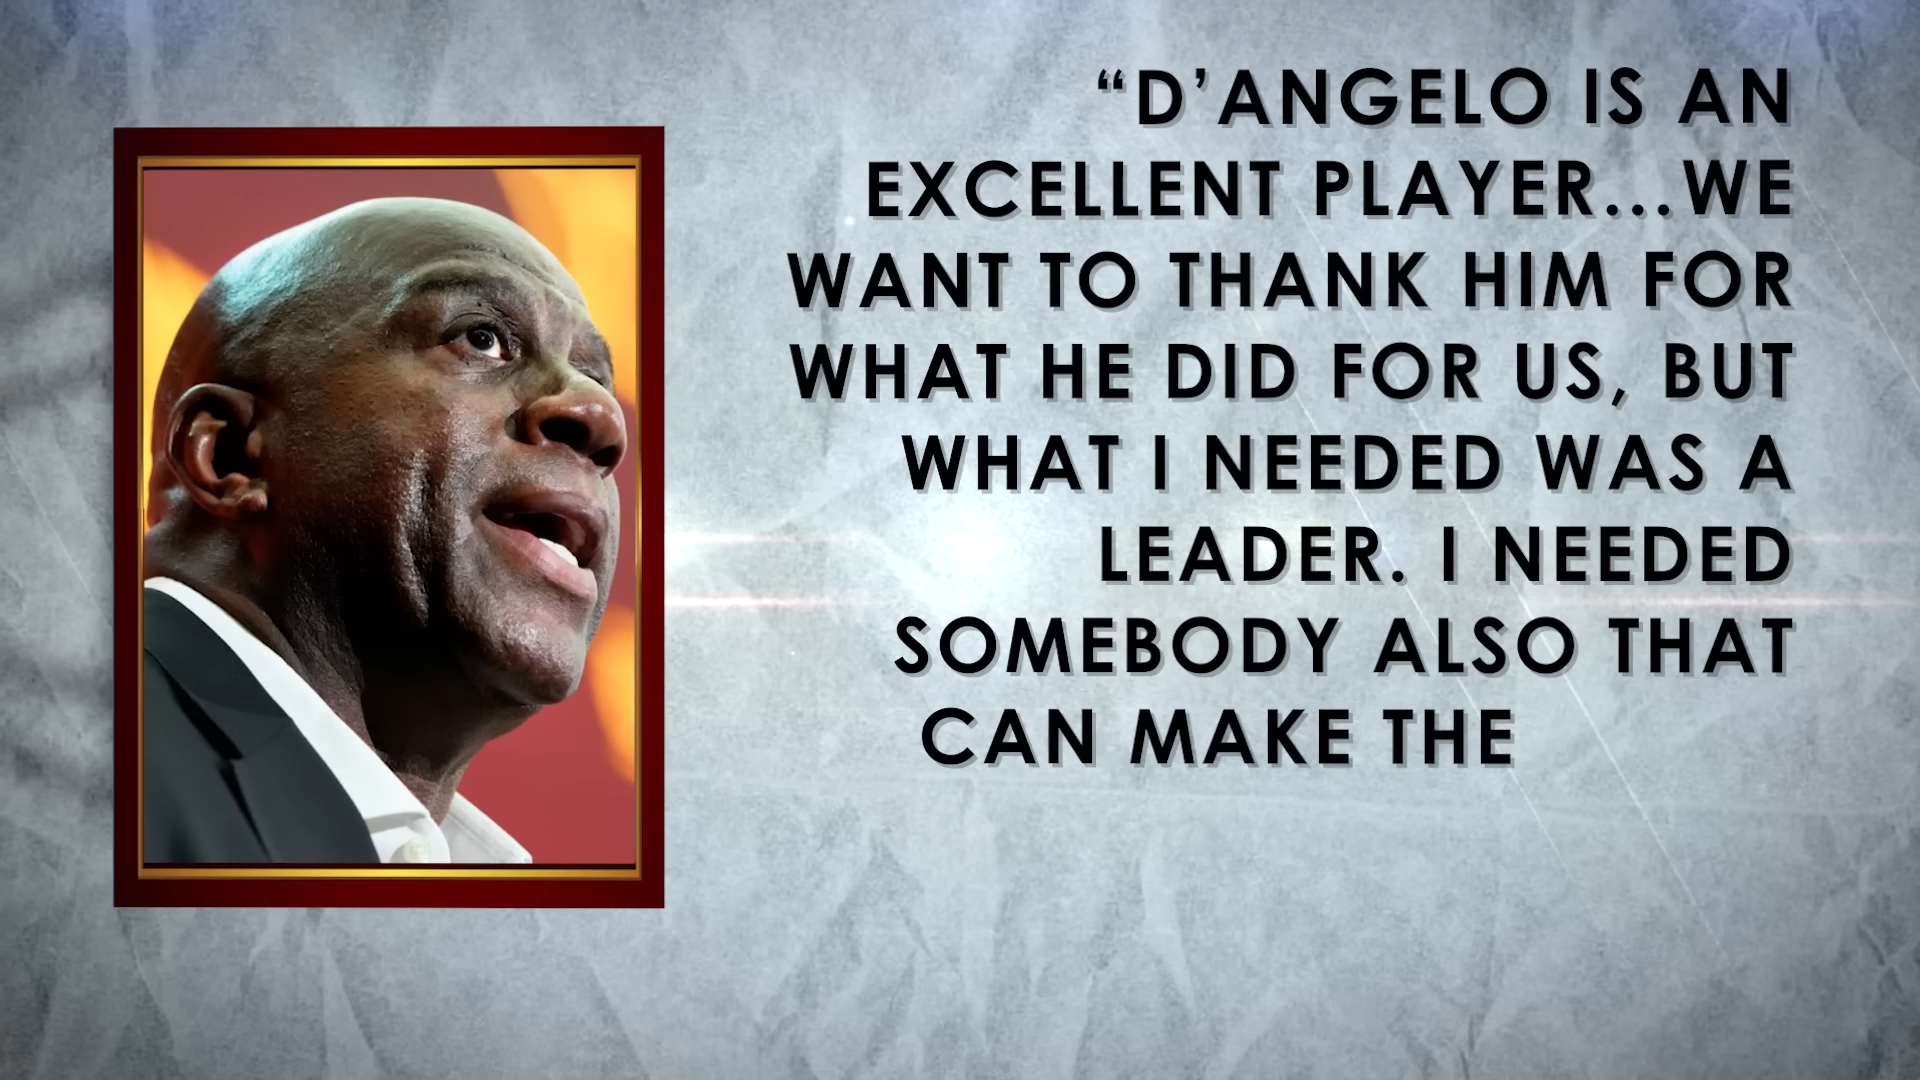 “D’ANGELO IS AN
EXCELLENT PLAYER...WE
WANT TO THANK HIM FOR
WHAT HE DID FOR US, BUT
WHAT I NEEDED WAS A
LEADER. I NEEDED
SOMEBODY ALSO THAT
CAN MAKE THE